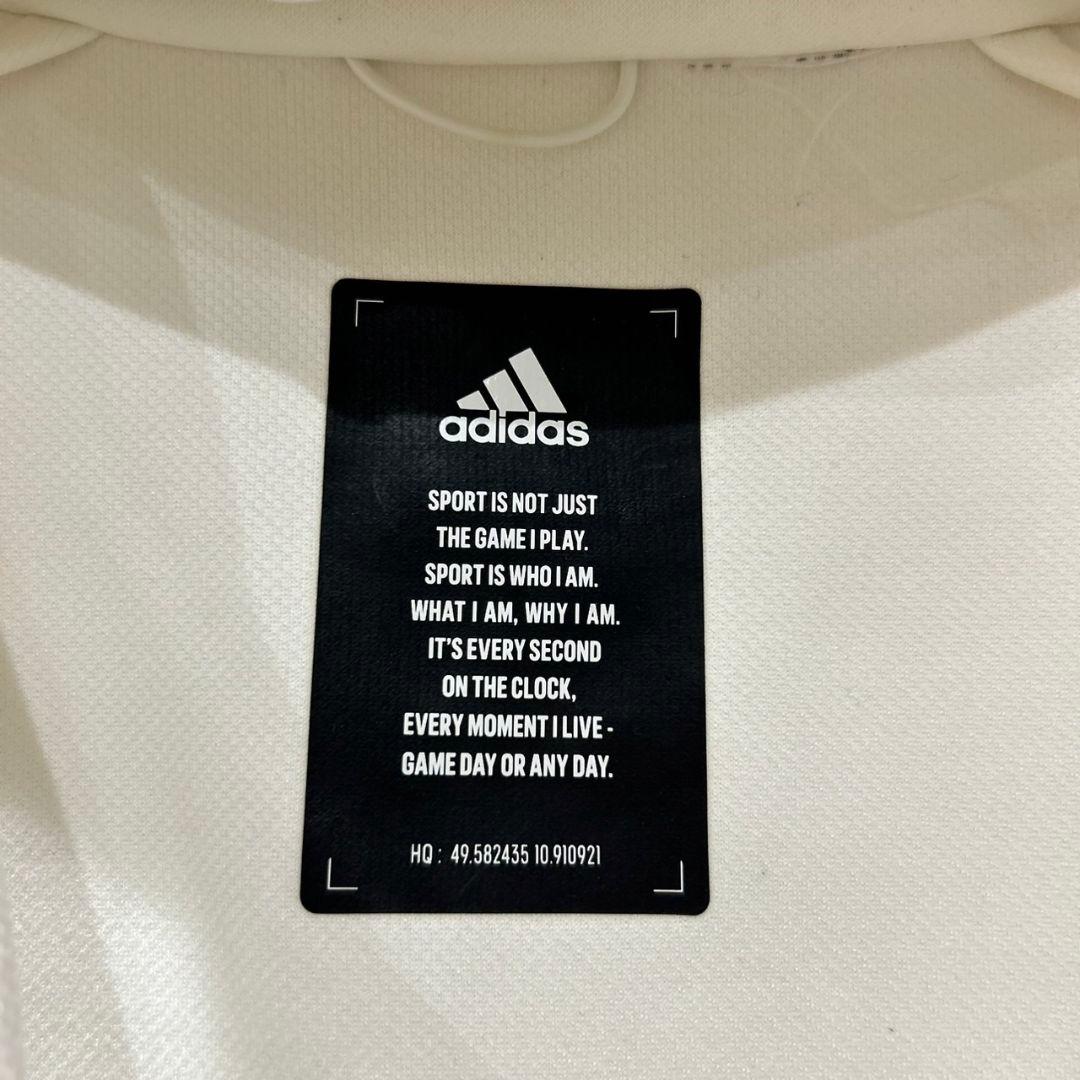 adidas
SPORT IS NOT JUST
THE GAME I PLAY.
SPORT IS WHO I AM.
WHAT I AM, WHY I AM.
IT'S EVERY SECOND
ON THE CLOCK,
EVERY MOMENT I LIVE -
GAME DAY OR ANY DAY.
HQ : 49.582435 10.910921